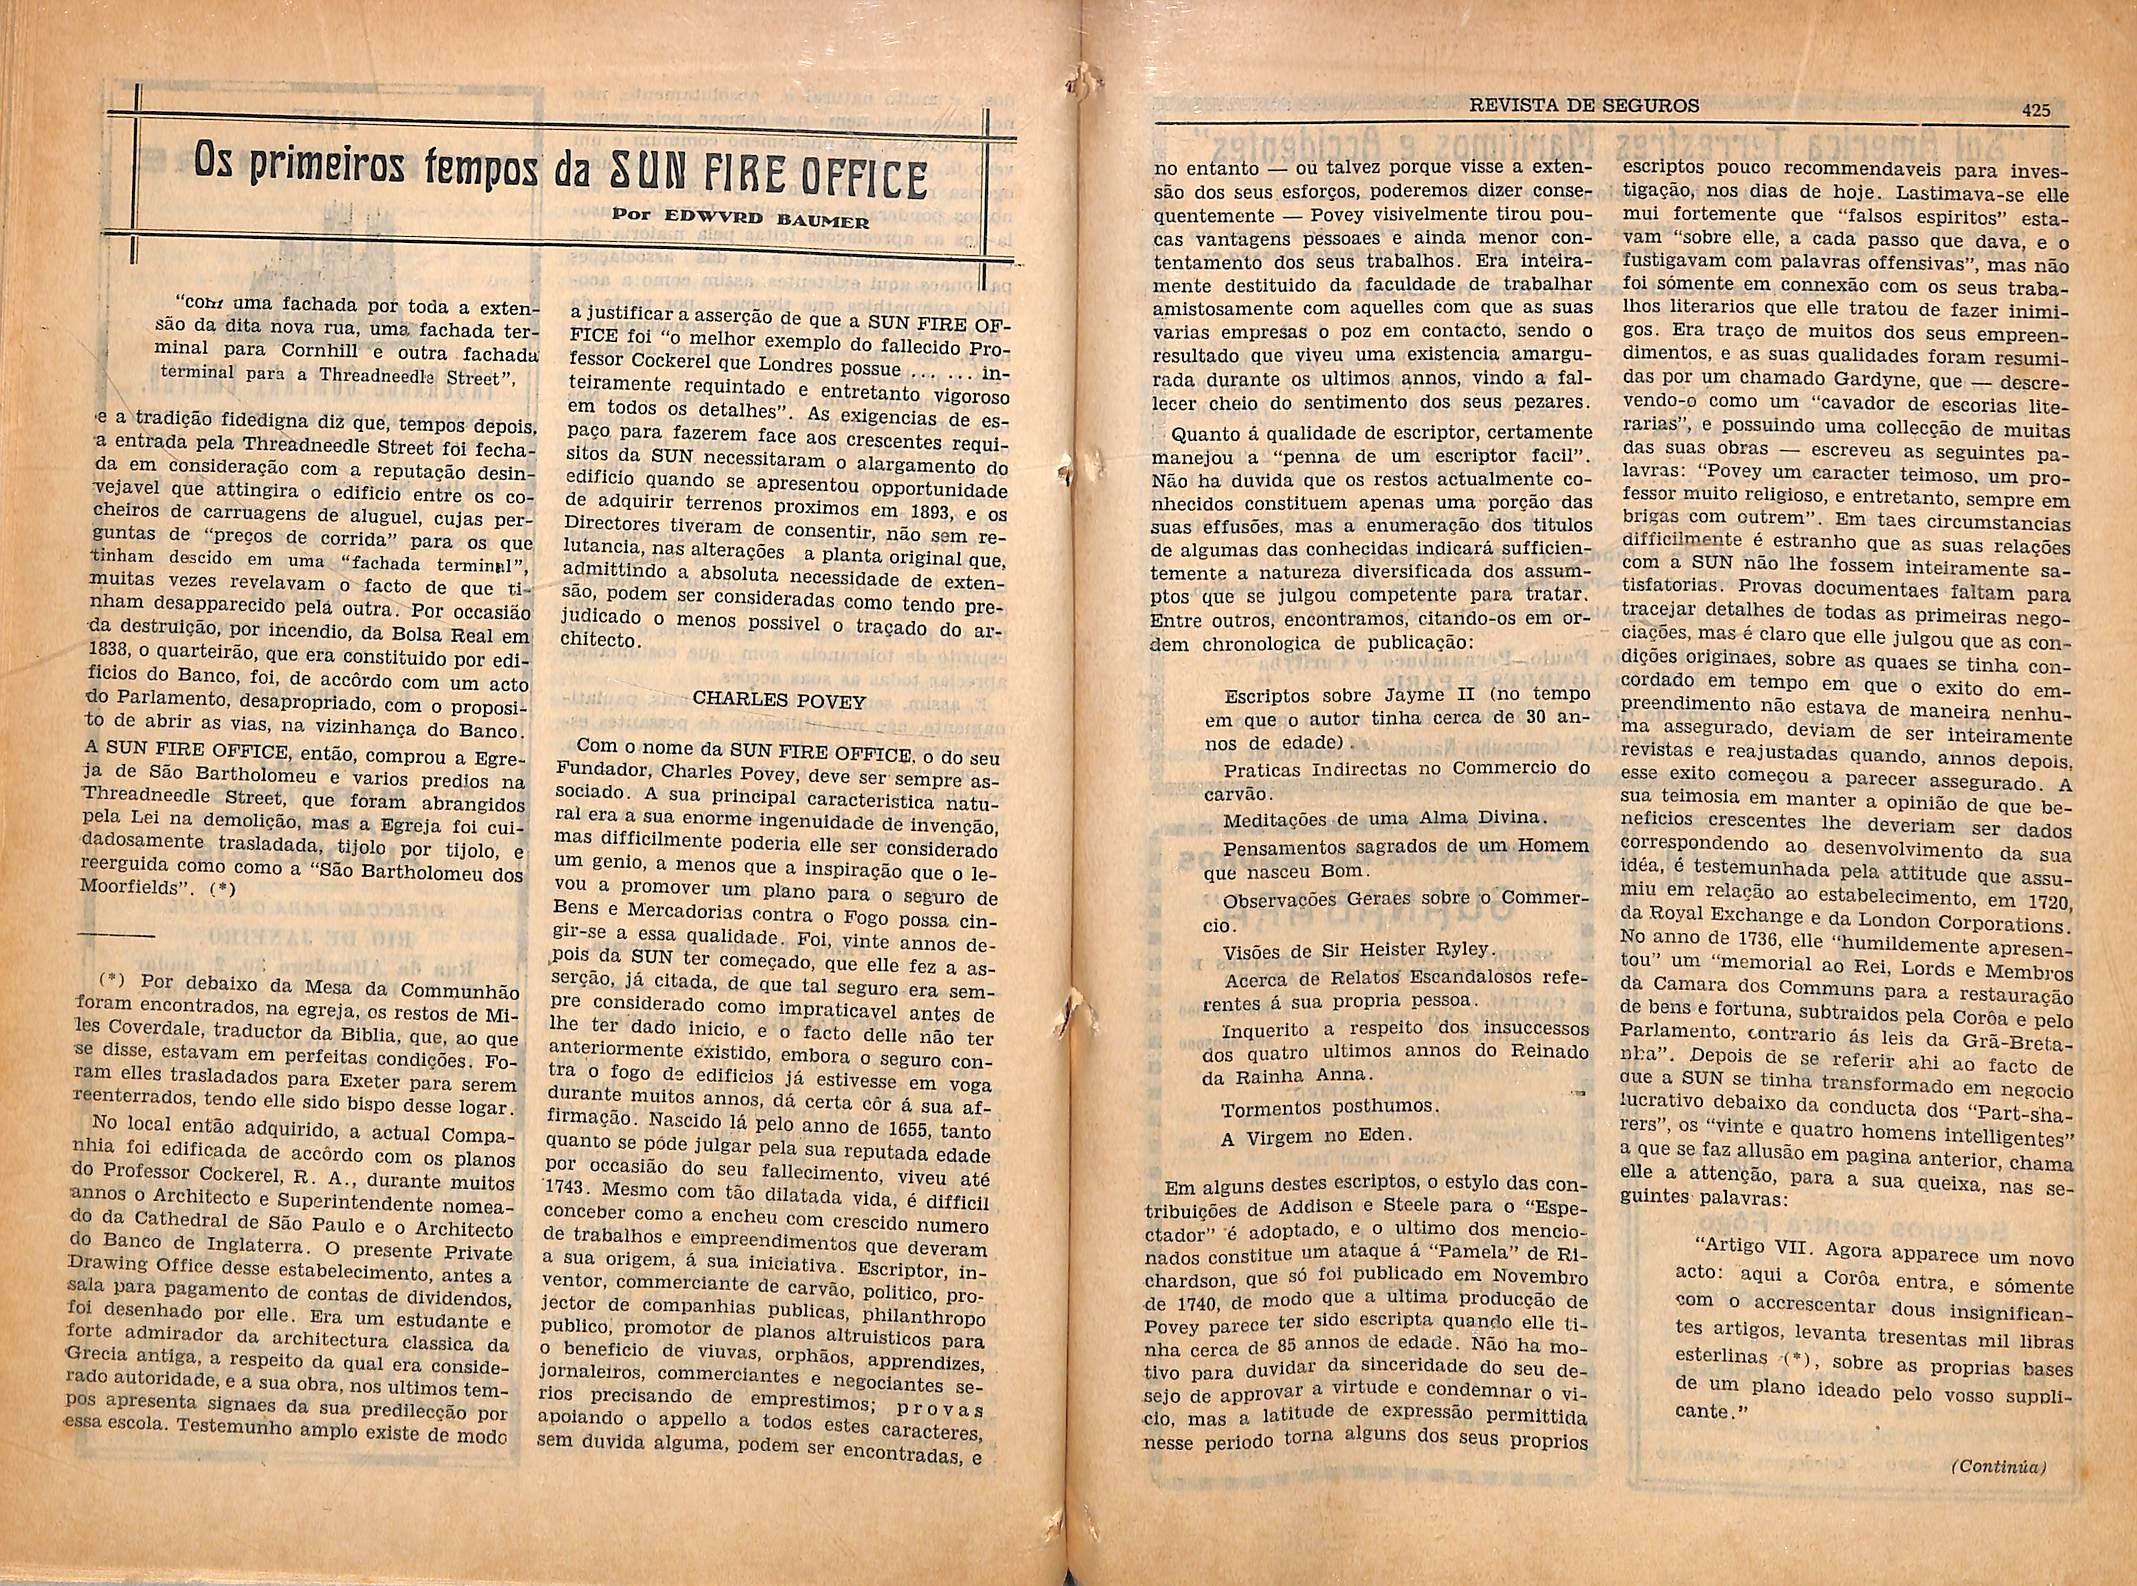 Os primeiros tempos da SUN FIRE OFFICE
Por EDWVRD BAUMER
"com uma fachada por toda a exten-
são da dita nova rua, uma fachada ter-
minal para Cornhill e outra fachada
terminal para a Threadneedle Street",
e a tradição fidedigna diz que, tempos depois,
a entrada pela Threadneedle Street foi fecha-
da em consideração com a reputação desin-
vejavel que attingira o edificio entre os co-
cheiros de carruagens de aluguel, cujas per-
guntas de "preços de corrida" para os que
tinham descido em uma "fachada terminal",
muitas vezes revelavam o facto de que ti-
nham desapparecido pela outra. Por occasião
da destruição, por incendio, da Bolsa Real em
1838, o quarteirão, que era constituido por edi-
ficios do Banco, foi, de accôrdo com um acto
do Parlamento, desapropriado, com o proposi-
to de abrir as vias, na vizinhança do Banco.
A SUN FIRE OFFICE, então, comprou a Egre-
ja de São Bartholomeu e varios predios na
Threadneedle Street, que foram abrangidos
pela Lei na demolição, mas a Egreja foi cui-
dadosamente trasladada, tijolo por tijolo, e
reerguida como como a "São Bartholomeu dos
Moorfields". (*)
(*) Por debaixo da Mesa da Communhão
foram encontrados, na egreja, os restos de Mi-
les Coverdale, traductor da Biblia, que, ao que
se disse, estavam em perfeitas condições. Fo-
ram elles trasladados para Exeter para serem
reenterrados, tendo elle sido bispo desse logar.
No local então adquirido, a actual Compa-
nhia foi edificada de accôrdo com os planos
do Professor Cockerel, R. A., durante muitos
annos o Architecto e Superintendente nomea-
do da Cathedral de São Paulo e o Architecto
do Banco de Inglaterra. O presente Private
Drawing Office desse estabelecimento, antes a
sala para pagamento de contas de dividendos,
foi desenhado por elle. Era um estudante e
forte admirador da architectura classica da
Grecia antiga, a respeito da qual era conside-
rado autoridade, e a sua obra, nos ultimos tem-
pos apresenta signaes da sua predilecção por
essa escola. Testemunho amplo existe de modo
a justificar a asserção de que a SUN FIRE OF-
FICE foi "o melhor exemplo do fallecido Pro-
fessor Cockerel que Londres possue ... ... in-
teiramente requintado e entretanto vigoroso
em todos os detalhes". As exigencias de es-
paço para fazerem face aos crescentes requi-
sitos da SUN necessitaram o alargamento do
edificio quando se apresentou opportunidade
de adquirir terrenos proximos em 1893, e os
Directores tiveram de consentir, não sem re-
lutancia, nas alterações a planta original que,
admittindo a absoluta necessidade de exten-
são, podem ser consideradas como tendo pre-
judicado o menos possivel o traçado do ar-
chitecto.
CHARLES POVEY
Com o nome da SUN FIRE OFFICE, o do seu
Fundador, Charles Povey, deve ser sempre as-
sociado. A sua principal caracteristica natu-
ral era a sua enorme ingenuidade de invenção,
mas difficilmente poderia elle ser considerado
um genio, a menos que a inspiração que o le-
vou a promover um plano para o seguro de
Bens e Mercadorias contra o Fogo possa cin-
gir-se a essa qualidade. Foi, vinte annos de-
pois da SUN ter começado, que elle fez a as-
serção, já citada, de que tal seguro era sem-
pre considerado como impraticavel antes de
lhe ter dado inicio, e o facto delle não ter
anteriormente existido, embora o seguro con-
tra o fogo de edificios já estivesse em voga
durante muitos annos, dá certa côr á sua af-
firmação. Nascido lá pelo anno de 1655, tanto
quanto se póde julgar pela sua reputada edade
por occasião do seu fallecimento, viveu até
1743. Mesmo com tão dilatada vida, é difficil
conceber como a encheu com crescido numero
de trabalhos e empreendimentos que deveram
a sua origem, á sua iniciativa. Escriptor, in-
ventor, commerciante de carvão, politico, pro-
jector de companhias publicas, philanthropo
publico, promotor de planos altruisticos para
o beneficio de viuvas, orphãos, apprendizes,
jornaleiros, commerciantes e negociantes se-
rios precisando de emprestimos; provas
apoiando o appello a todos estes caracteres,
sem duvida alguma, podem ser encontradas, e
REVISTA DE SEGUROS
425
no entanto — ou talvez porque visse a exten-
são dos seus esforços, poderemos dizer conse-
quentemente — Povey visivelmente tirou pou-
cas vantagens pessoaes e ainda menor con-
tentamento dos seus trabalhos. Era inteira-
mente destituido da faculdade de trabalhar
amistosamente com aquelles com que as suas
varias empresas o poz em contacto, sendo o
resultado que viveu uma existencia amargu-
rada durante os ultimos annos, vindo a fal-
lecer cheio do sentimento dos seus pezares.
Quanto á qualidade de escriptor, certamente
manejou a "penna de um escriptor facil".
Não ha duvida que os restos actualmente co-
nhecidos constituem apenas uma porção das
suas effusões, mas a enumeração dos titulos
de algumas das conhecidas indicará sufficien-
temente a natureza diversificada dos assum-
ptos que se julgou competente para tratar.
Entre outros, encontramos, citando-os em or-
dem chronologica de publicação:
Escriptos sobre Jayme II (no tempo
em que o autor tinha cerca de 30 an-
nos de edade).
Praticas Indirectas no Commercio do
carvão.
Meditações de uma Alma Divina.
Pensamentos sagrados de um Homem
que nasceu Bom.
Observações Geraes sobre o Commer-
cio.
Visões de Sir Heister Ryley.
Acerca de Relatos Escandalosos refe-
rentes á sua propria pessoa.
Inquerito a respeito dos insuccessos
dos quatro ultimos annos do Reinado
da Rainha Anna.
Tormentos posthumos.
A Virgem no Eden.
Em alguns destes escriptos, o estylo das con-
tribuições de Addison e Steele para o "Espe-
ctador" é adoptado, e o ultimo dos mencio-
nados constitue um ataque á "Pamela" de Ri-
chardson, que só foi publicado em Novembro
de 1740, de modo que a ultima producção de
Povey parece ter sido escripta quando elle ti-
nha cerca de 85 annos de edade. Não ha mo-
tivo para duvidar da sinceridade do seu de-
sejo de approvar a virtude e condemnar o vi-
cio, mas a latitude de expressão permittida
nesse periodo torna alguns dos seus proprios
escriptos pouco recommendaveis para inves-
tigação, nos dias de hoje. Lastimava-se elle
mui fortemente que "falsos espiritos" esta-
vam "sobre elle, a cada passo que dava, e o
fustigavam com palavras offensivas", mas não
foi sómente em connexão com os seus traba-
lhos literarios que elle tratou de fazer inimi-
gos. Era traço de muitos dos seus empreen-
dimentos, e as suas qualidades foram resumi-
das por um chamado Gardyne, que — descre-
vendo-o como um "cavador de escorias lite-
rarias", e possuindo uma collecção de muitas
das suas obras — escreveu as seguintes pa-
lavras: "Povey um caracter teimoso, um pro-
fessor muito religioso, e entretanto, sempre em
brigas com outrem". Em taes circumstancias
difficilmente é estranho que as suas relações
com a SUN não lhe fossem inteiramente sa-
tisfatorias. Provas documentaes faltam para
tracejar detalhes de todas as primeiras nego-
ciações, mas é claro que elle julgou que as con-
dições originaes, sobre as quaes se tinha con-
cordado em tempo em que o exito do em-
preendimento não estava de maneira nenhu-
ma assegurado, deviam de ser inteiramente
revistas e reajustadas quando, annos depois,
esse exito começou a parecer assegurado. A
sua teimosia em manter a opinião de que be-
neficios crescentes lhe deveriam ser dados
correspondendo ao desenvolvimento da sua
idéa, é testemunhada pela attitude que assu-
miu em relação ao estabelecimento, em 1720,
da Royal Exchange e da London Corporations.
No anno de 1736, elle "humildemente apresen-
tou" um "memorial ao Rei, Lords e Membros
da Camara dos Communs para a restauração
de bens e fortuna, subtraidos pela Corôa e pelo
Parlamento, contrario ás leis da Grã-Breta-
nha". Depois de se referir ahi ao facto de
que a SUN se tinha transformado em negocio
lucrativo debaixo da conducta dos "Part-sha-
rers", os "vinte e quatro homens intelligentes"
a que se faz allusão em pagina anterior, chama
elle a attenção, para a sua queixa, nas se-
guintes palavras:
"Artigo VII. Agora apparece um novo
acto: aqui a Corôa entra, e sómente
com o accrescentar dous insignifican-
tes artigos, levanta tresentas mil libras
esterlinas (*), sobre as proprias bases
de um plano ideado pelo vosso suppli-
cante."
(Continúa)